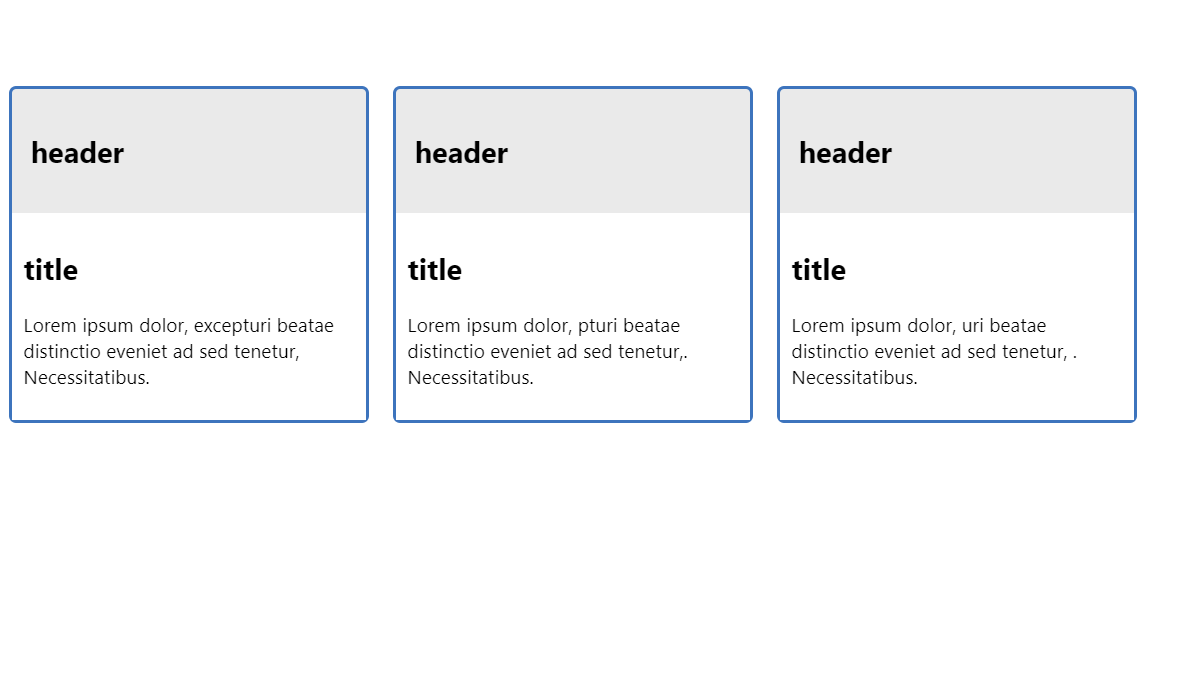 header
title
Lorem ipsum dolor, excepturi beatae
distinctio eveniet ad sed tenetur,
Necessitatibus.
header
title
Lorem ipsum dolor, pturi beatae
distinctio eveniet ad sed tenetur,.
Necessitatibus.
header
title
Lorem ipsum dolor, uri beatae
distinctio eveniet ad sed tenetur, .
Necessitatibus.